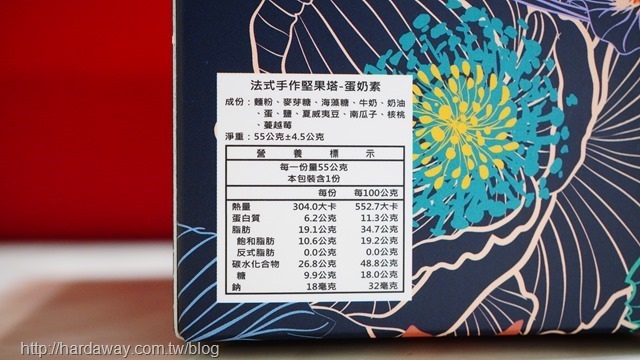 法式手作堅果塔-蛋奶素
成份：麵粉、麥芽糖、海藻糖、牛奶、奶油
、蛋、鹽、夏威夷豆、南瓜子、核桃
、蔓越莓
淨重：55公克±4.5公克
營 養 標 示
每一份量55公克
本包裝含1份
每份 每100公克
熱量 304.0大卡 552.7大卡
蛋白質 6.2公克 11.3公克
脂肪 19.1公克 34.7公克
飽和脂肪 10.6公克 19.2公克
反式脂肪 0.0公克 0.0公克
碳水化合物 26.8公克 48.8公克
糖 9.9公克 18.0公克
鈉 18毫克 32毫克
http://hardaway.com.tw/blog